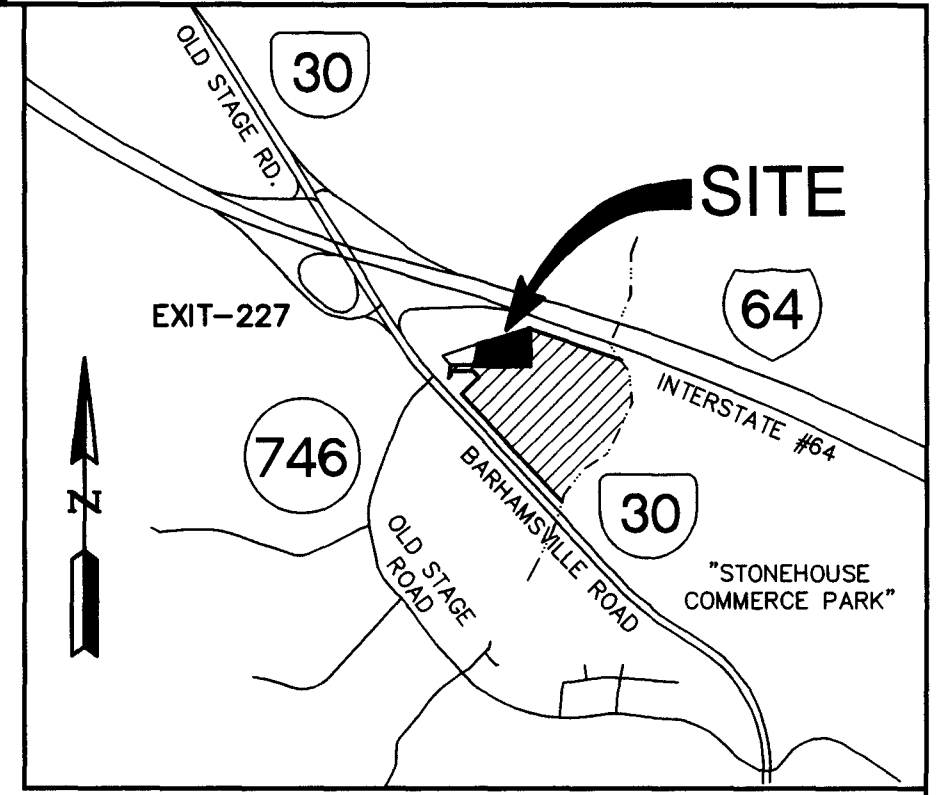 OLD STAGE RD.
30
SITE
64
EXIT-227
INTERSTATE #64
746
N
BARHAMSVILLE ROAD
30
OLD STAGE
ROAD
"STONEHOUSE
COMMERCE PARK"